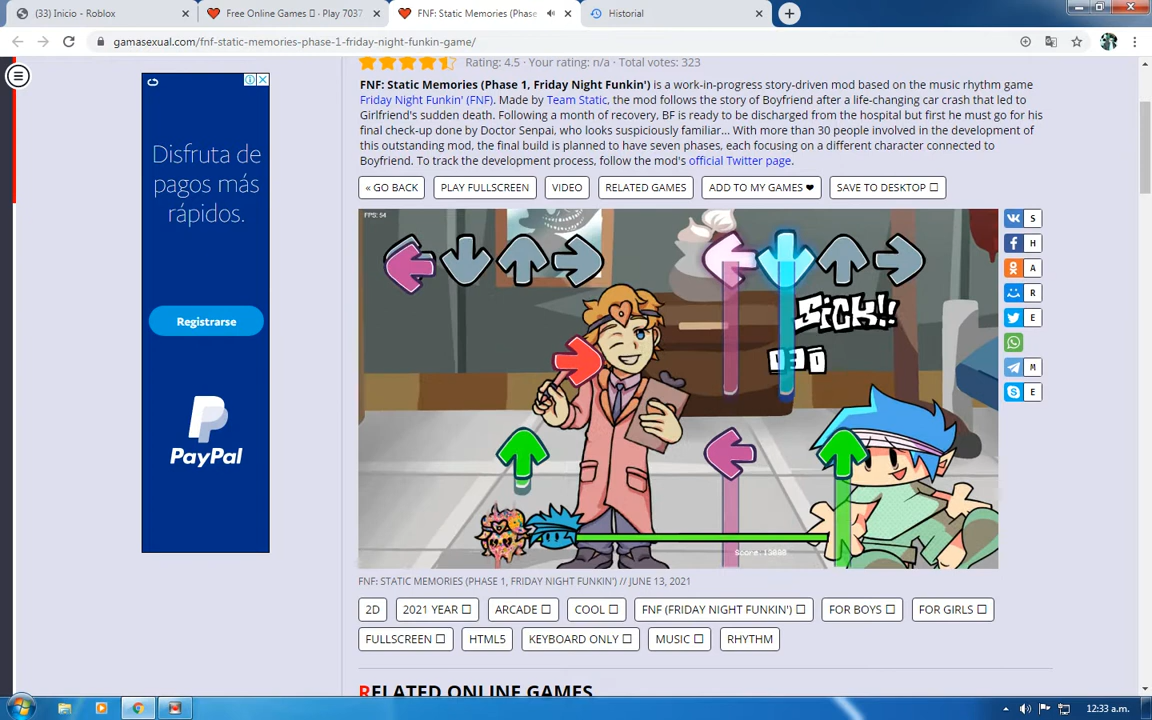 (33) Inicio - Roblox
Free Online Games - Play 7037
FNF: Static Memories (Phase
Historial
gamasexual.com/fnf-static-memories-phase-1-friday-night-funkin-game/
Rating: 4.5 - Your rating: n/a - Total votes: 323
FNF: Static Memories (Phase 1, Friday Night Funkin') is a work-in-progress story-driven mod based on the music rhythm game
Friday Night Funkin' (FNF). Made by Team Static, the mod follows the story of Boyfriend after a life-changing car crash that led to
Girlfriend's sudden death. Following a month of recovery, BF is ready to be discharged from the hospital but first he must go for his
final check-up done by Doctor Senpai, who looks suspiciously familiar... With more than 30 people involved in the development of
this outstanding mod, the final build is planned to have seven phases, each focusing on a different character connected to
Boyfriend. To track the development process, follow the mod's official Twitter page.
« GO BACK
PLAY FULLSCREEN
VIDEO
RELATED GAMES
ADD TO MY GAMES ❤
SAVE TO DESKTOP
Disfruta de
pagos más
rápidos.
Registrarse
PayPal
FPS: 54
SiCK!!
030
S
H
A
R
E
M
E
FNF: STATIC MEMORIES (PHASE 1, FRIDAY NIGHT FUNKIN') // JUNE 13, 2021
2D
2021 YEAR
ARCADE
COOL
FNF (FRIDAY NIGHT FUNKIN')
FOR BOYS
FOR GIRLS
FULLSCREEN
HTML5
KEYBOARD ONLY
MUSIC
RHYTHM
RELATED ONLINE GAMES
12:33 a.m.